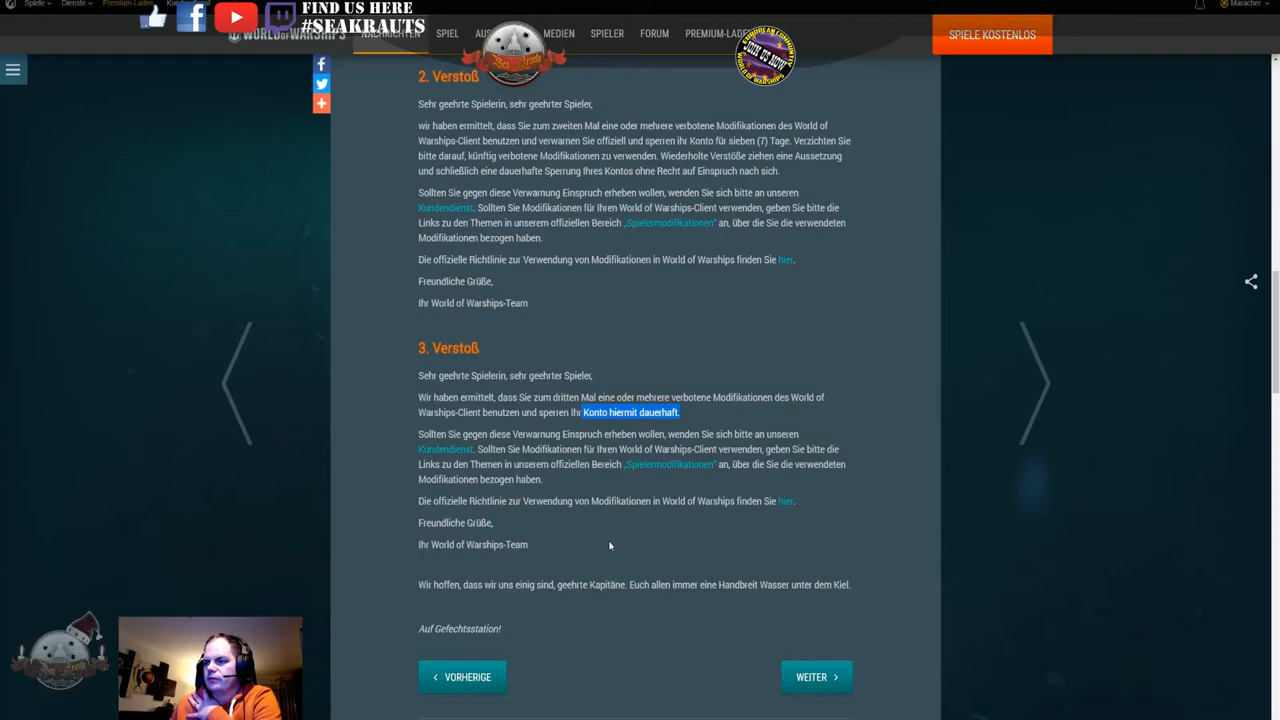 Spiele
Dienste
Premium-Laden
Maracher
FIND US HERE
#SEAKRAUTS
WORLD OF WARSHIPS
NACHRICHTEN
SPIEL
MEDIEN
SPIELER
FORUM
SPIELE KOSTENLOS
JOIN US NOW
2. Verstoß
Sehr geehrte Spielerin, sehr geehrter Spieler,
wir haben ermittelt, dass Sie zum zweiten Mal eine oder mehrere verbotene Modifikationen des World of
Warships-Client benutzen und verwarnen Sie offiziell und sperren ihr Konto für sieben (7) Tage. Verzichten Sie
bitte darauf, künftig verbotene Modifikationen zu verwenden. Wiederholte Verstöße ziehen eine Aussetzung
und schließlich eine dauerhafte Sperrung Ihres Kontos ohne Recht auf Einspruch nach sich.
Sollten Sie gegen diese Verwarnung Einspruch erheben wollen, wenden Sie sich bitte an unseren
Kundendienst. Sollten Sie Modifikationen für Ihren World of Warships-Client verwenden, geben Sie bitte die
Links zu den Themen in unserem offiziellen Bereich „Spielermodifikationen“ an, über die Sie die verwendeten
Modifikationen bezogen haben.
Die offizielle Richtlinie zur Verwendung von Modifikationen in World of Warships finden Sie hier.
Freundliche Grüße,
Ihr World of Warships-Team
3. Verstoß
Sehr geehrte Spielerin, sehr geehrter Spieler,
Wir haben ermittelt, dass Sie zum dritten Mal eine oder mehrere verbotene Modifikationen des World of
Warships-Client benutzen und sperren Ihr Konto hiermit dauerhaft.
Sollten Sie gegen diese Verwarnung Einspruch erheben wollen, wenden Sie sich bitte an unseren
Kundendienst. Sollten Sie Modifikationen für Ihren World of Warships-Client verwenden, geben Sie bitte die
Links zu den Themen in unserem offiziellen Bereich „Spielermodifikationen“ an, über die Sie die verwendeten
Modifikationen bezogen haben.
Die offizielle Richtlinie zur Verwendung von Modifikationen in World of Warships finden Sie hier.
Freundliche Grüße,
Ihr World of Warships-Team
Wir hoffen, dass wir uns einig sind, geehrte Kapitäne. Euch allen immer eine Handbreit Wasser unter dem Kiel.
Auf Gefechtsstation!
VORHERIGE
WEITER